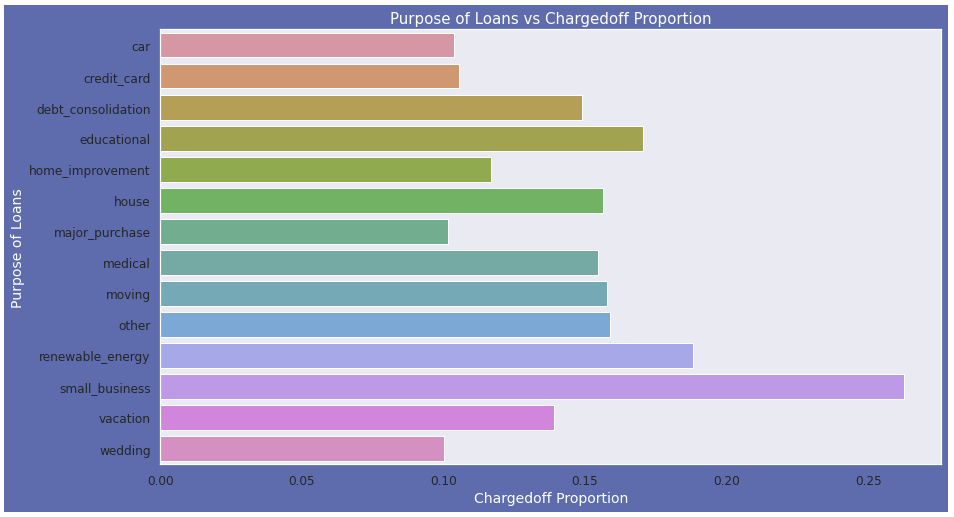 Purpose of Loans vs Chargedoff Proportion
Purpose of Loans
car
credit_card
debt_consolidation
educational
home_improvement
house
major_purchase
medical
moving
other
renewable_energy
small_business
vacation
wedding
0.00 0.05 0.10 0.15 0.20 0.25
Chargedoff Proportion